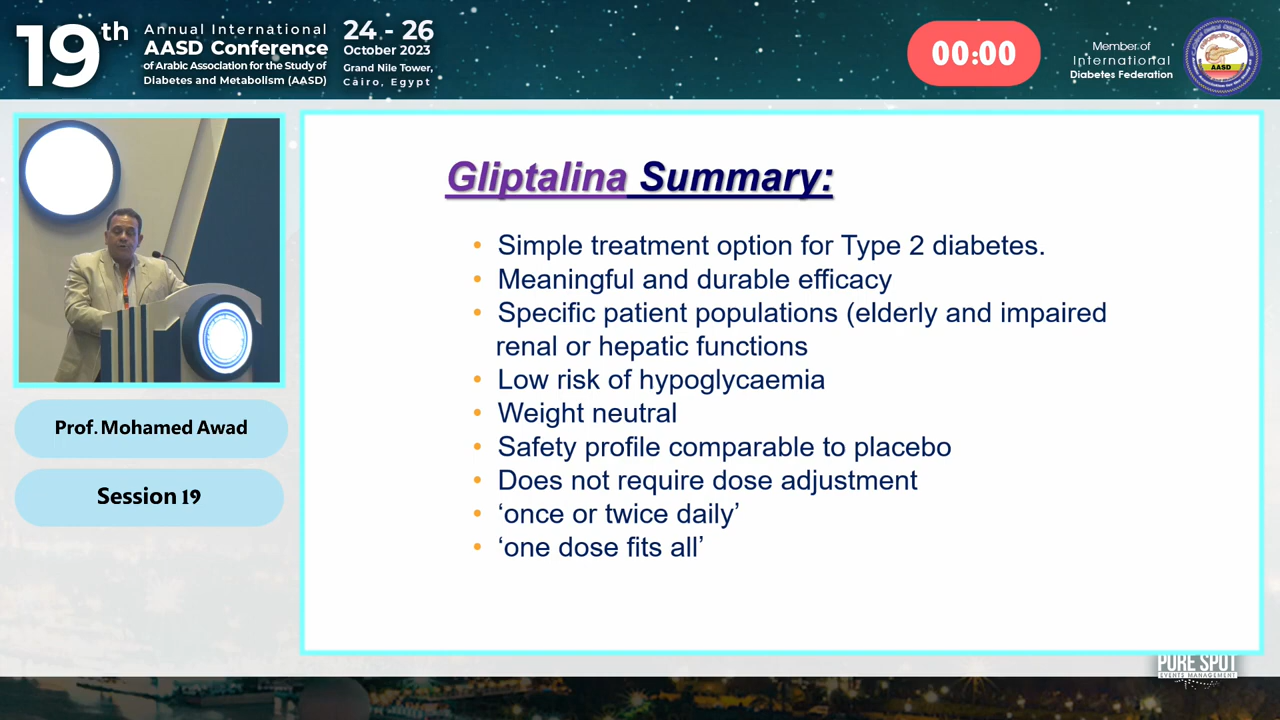 19th
Annual International
AASD Conference
of Arabic Association for the Study of
Diabetes and Metabolism (AASD)
24 - 26
October 2023
Grand Nile Tower,
Cairo, Egypt
00:00
Member of
International
Diabetes Federation
AASD
Gliptalina Summary:
• Simple treatment option for Type 2 diabetes.
• Meaningful and durable efficacy
• Specific patient populations (elderly and impaired
renal or hepatic functions
• Low risk of hypoglycaemia
• Weight neutral
• Safety profile comparable to placebo
• Does not require dose adjustment
• ‘once or twice daily’
• ‘one dose fits all’
Prof. Mohamed Awad
Session 19
PURE SPOT
EVENTS MANAGEMENT